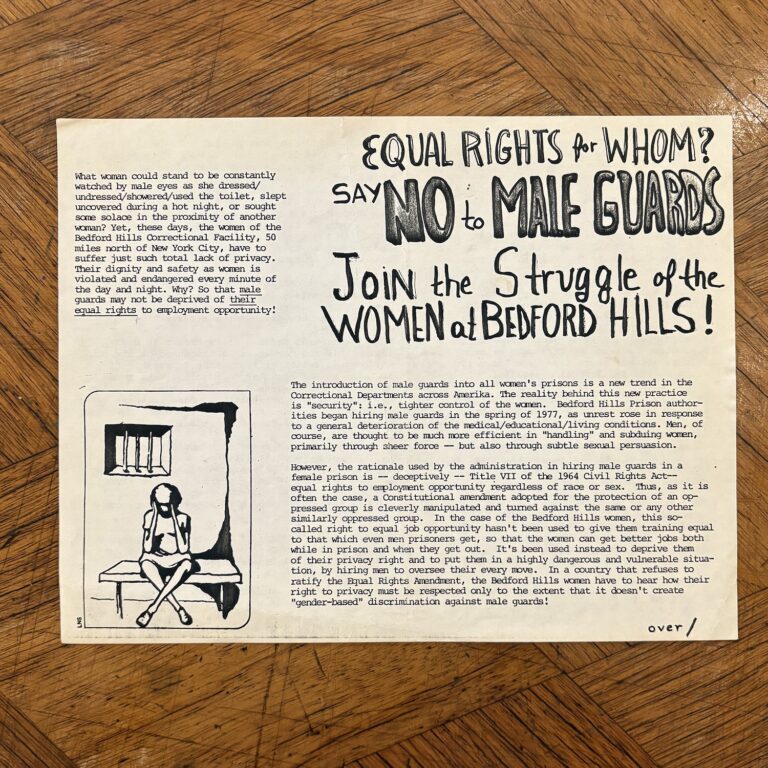 EQUAL RIGHTS for WHOM?
SAY NO to MALE GUARDS
JOIN the Struggle of the
WOMEN at BEDFORD HILLS!
What woman could stand to be constantly
watched by male eyes as she dressed/
undressed/showered/used the toilet, slept
uncovered during a hot night, or sought
some solace in the proximity of another
woman? Yet, these days, the women of the
Bedford Hills Correctional Facility, 50
miles north of New York City, have to
suffer just such total lack of privacy.
Their dignity and safety as women is
violated and endangered every minute of
the day and night. Why? So that male
guards may not be deprived of their
equal rights to employment opportunity!
The introduction of male guards into all women's prisons is a new trend in the
Correctional Departments across Amerika. The reality behind this new practice
is "security": i.e., tighter control of the women. Bedford Hills Prison author-
ities began hiring male guards in the spring of 1977, as unrest rose in response
to a general deterioration of the medical/educational/living conditions. Men, of
course, are thought to be much more efficient in "handling" and subduing women,
primarily through sheer force -- but also through subtle sexual persuasion.
However, the rationale used by the administration in hiring male guards in a
female prison is -- deceptively -- Title VII of the 1964 Civil Rights Act--
equal rights to employment opportunity regardless of race or sex. Thus, as it is
often the case, a Constitutional amendment adopted for the protection of an op-
pressed group is cleverly manipulated and turned against the same or any other
similarly oppressed group. In the case of the Bedford Hills women, this so-
called right to equal job opportunity hasn't been used to give them training equal
to that which even men prisoners get, so that the women can get better jobs both
while in prison and when they get out. It's been used instead to deprive them
of their privacy right and to put them in a highly dangerous and vulnerable situa-
tion, by hiring men to oversee their every move. In a country that refuses to
ratify the Equal Rights Amendment, the Bedford Hills women have to hear how their
right to privacy must be respected only to the extent that it doesn't create
"gender-based" discrimination against male guards!
LNS
over/